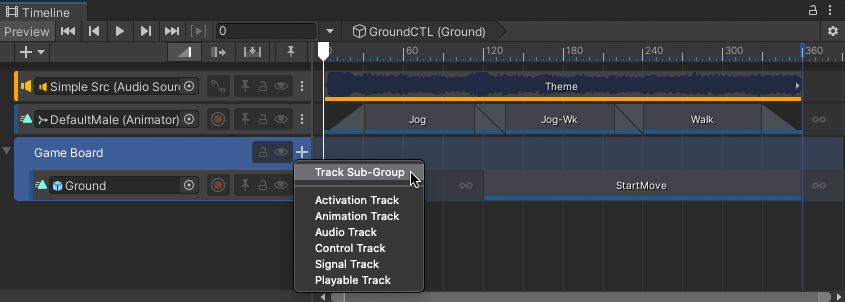 Timeline
Preview 0 GroundCTL (Ground)
0 60 120 180 240 300 360
Simple Src (Audio Sour Theme
DefaultMale (Animator) Jog Jog-Wk Walk
Game Board
Ground StartMove
Track Sub-Group
Activation Track
Animation Track
Audio Track
Control Track
Signal Track
Playable Track